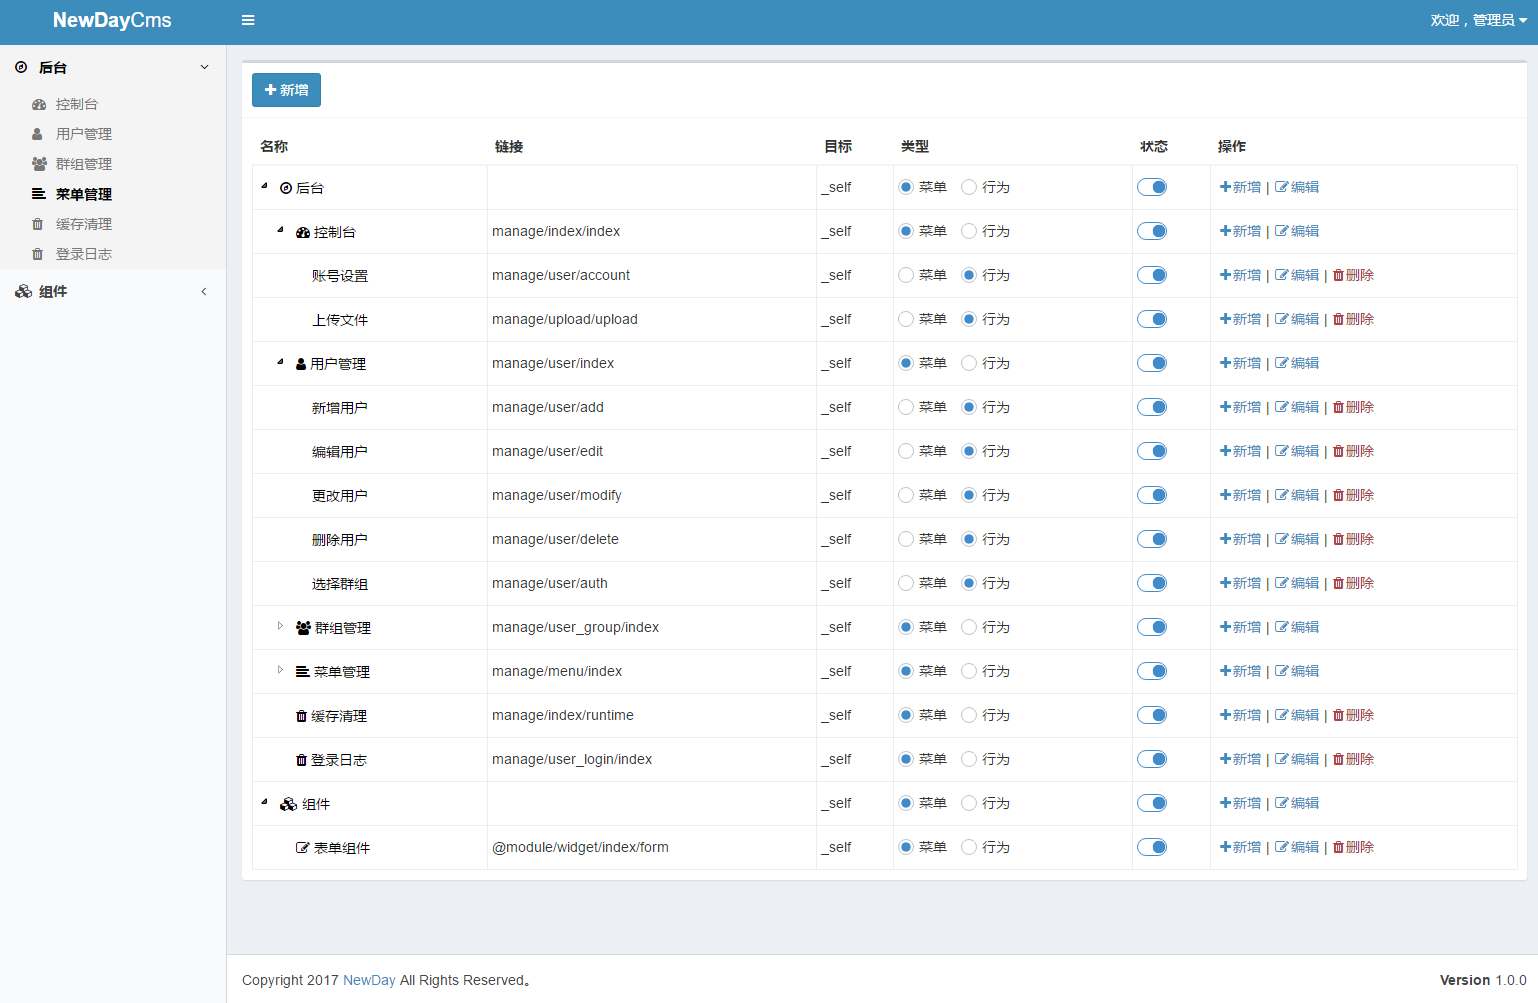 NewDayCms
欢迎，管理员
后台
控制台
用户管理
群组管理
菜单管理
缓存清理
登录日志
组件
新增
名称 链接 目标 类型 状态 操作
后台 _self 菜单 行为 新增 | 编辑
控制台 manage/index/index _self 菜单 行为 新增 | 编辑
账号设置 manage/user/account _self 菜单 行为 新增 | 编辑 | 删除
上传文件 manage/upload/upload _self 菜单 行为 新增 | 编辑 | 删除
用户管理 manage/user/index _self 菜单 行为 新增 | 编辑
新增用户 manage/user/add _self 菜单 行为 新增 | 编辑 | 删除
编辑用户 manage/user/edit _self 菜单 行为 新增 | 编辑 | 删除
更改用户 manage/user/modify _self 菜单 行为 新增 | 编辑 | 删除
删除用户 manage/user/delete _self 菜单 行为 新增 | 编辑 | 删除
选择群组 manage/user/auth _self 菜单 行为 新增 | 编辑 | 删除
群组管理 manage/user_group/index _self 菜单 行为 新增 | 编辑
菜单管理 manage/menu/index _self 菜单 行为 新增 | 编辑
缓存清理 manage/index/runtime _self 菜单 行为 新增 | 编辑 | 删除
登录日志 manage/user_login/index _self 菜单 行为 新增 | 编辑 | 删除
组件 _self 菜单 行为 新增 | 编辑
表单组件 @module/widget/index/form _self 菜单 行为 新增 | 编辑 | 删除
Copyright 2017 NewDay All Rights Reserved。
Version 1.0.0